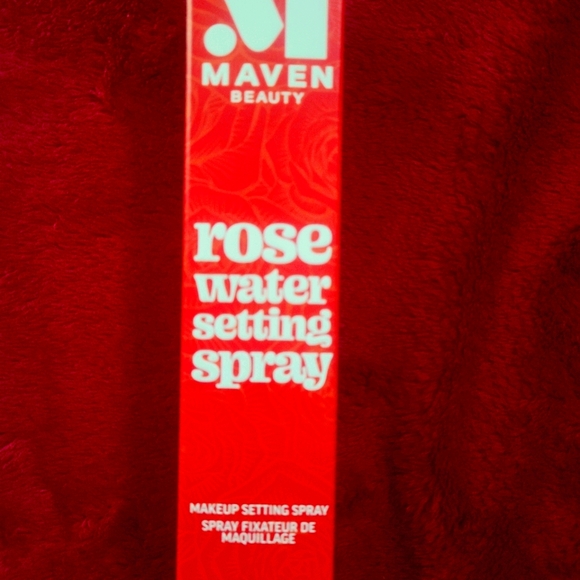 M
MAVEN
BEAUTY
rose
water
setting
spray
MAKEUP SETTING SPRAY
SPRAY FIXATEUR DE
MAQUILLAGE